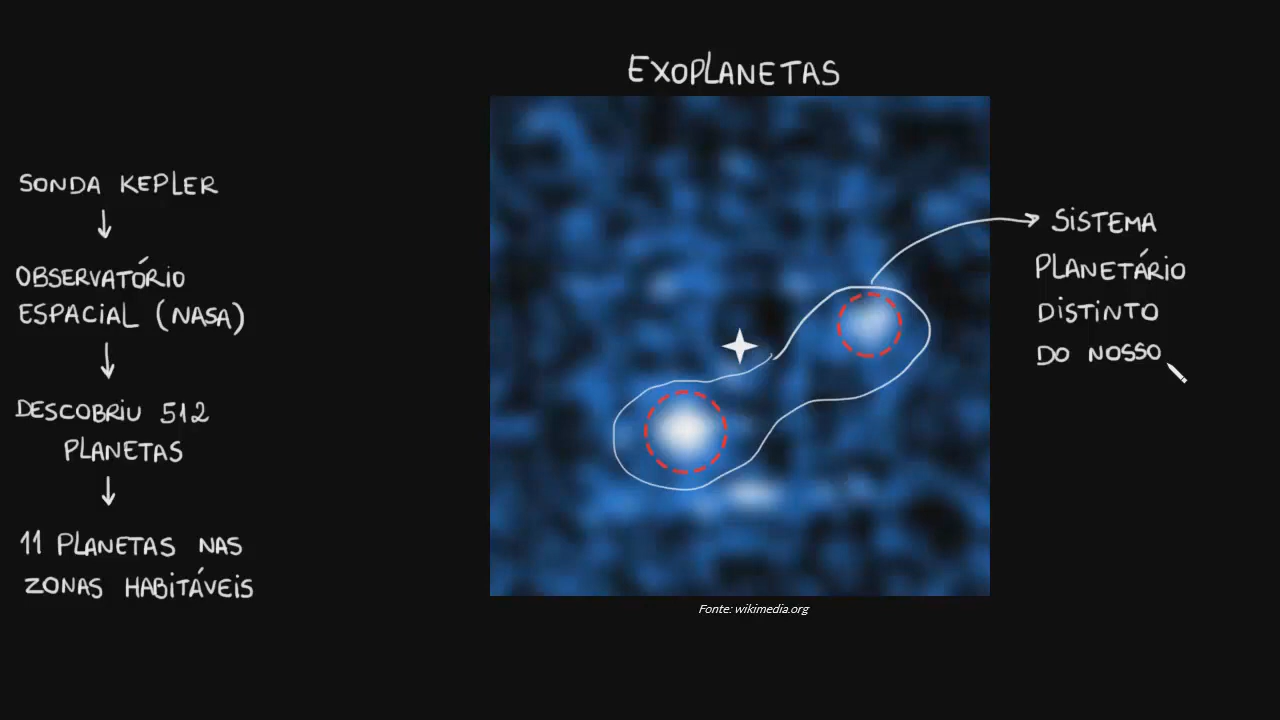 EXOPLANETAS
SONDA KEPLER
OBSERVATÓRIO
ESPACIAL (NASA)
DESCOBRIU 512
PLANETAS
11 PLANETAS NAS
ZONAS HABITÁVEIS
SISTEMA
PLANETÁRIO
DISTINTO
DO NOSSO
Fonte: wikimedia.org